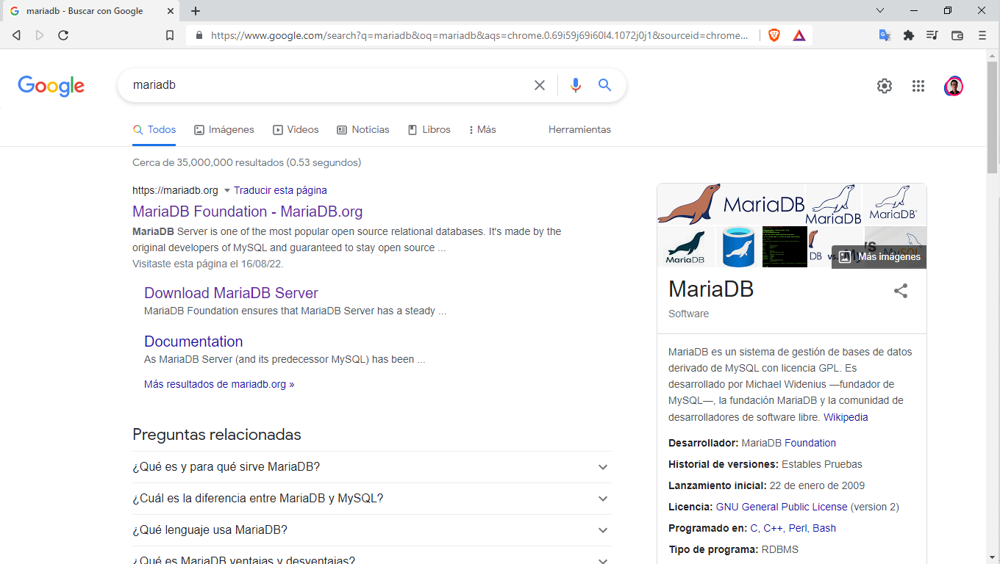 mariadb - Buscar con Google
https://www.google.com/search?q=mariadb&oq=mariadb&aqs=chrome.0.69i59j69i60l4.1072j0j1&sourceid=chrome...
Google
mariadb
Todos
Imágenes
Videos
Noticias
Libros
Más
Herramientas
Cerca de 35,000,000 resultados (0.53 segundos)
https://mariadb.org
Traducir esta página
MariaDB Foundation - MariaDB.org
MariaDB Server is one of the most popular open source relational databases. It's made by the
original developers of MySQL and guaranteed to stay open source ...
Visitaste esta página el 16/08/22.
Download MariaDB Server
MariaDB Foundation ensures that MariaDB Server has a steady ...
Documentation
As MariaDB Server (and its predecessor MySQL) has been ...
Más resultados de mariadb.org »
Preguntas relacionadas
¿Qué es y para qué sirve MariaDB?
¿Cuál es la diferencia entre MariaDB y MySQL?
¿Qué lenguaje usa MariaDB?
¿Qué es MariaDB ventajas y desventajas?
MariaDB
MariaDB
MariaDB
MariaDB
DB vs. My
vs
MySQL
Más imágenes
MariaDB
Software
MariaDB es un sistema de gestión de bases de datos
derivado de MySQL con licencia GPL. Es
desarrollado por Michael Widenius —fundador de
MySQL—, la fundación MariaDB y la comunidad de
desarrolladores de software libre. Wikipedia
Desarrollador: MariaDB Foundation
Historial de versiones: Estables Pruebas
Lanzamiento inicial: 22 de enero de 2009
Licencia: GNU General Public License (version 2)
Programado en: C, C++, Perl, Bash
Tipo de programa: RDBMS